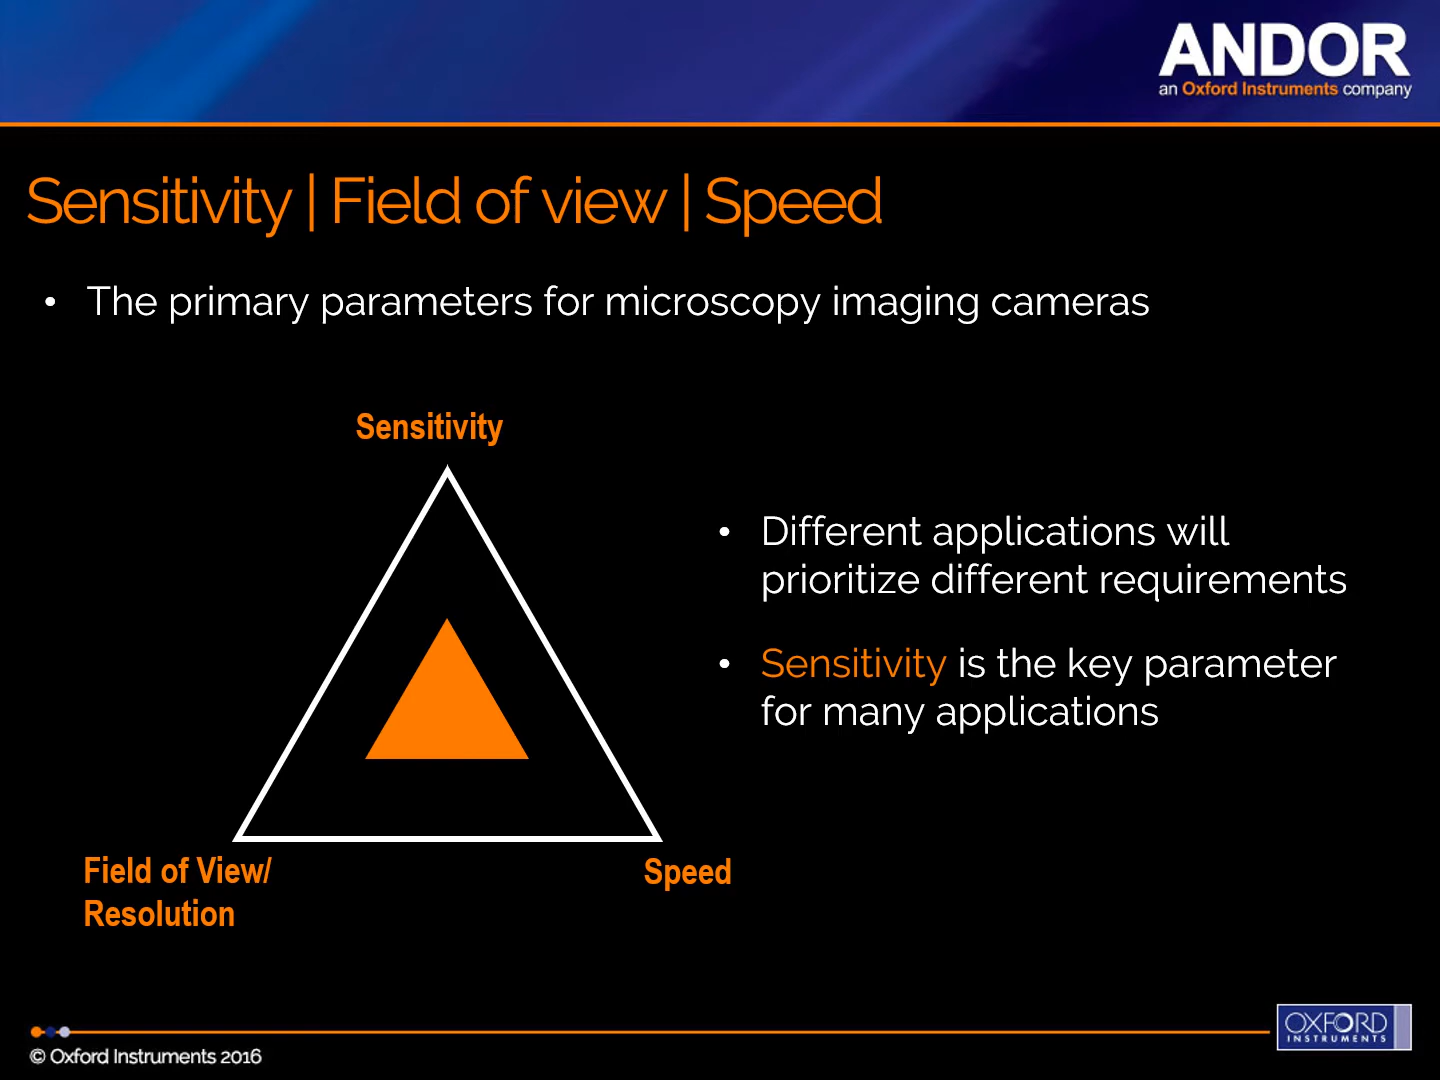 ANDOR
an Oxford Instruments company
Sensitivity | Field of view | Speed
• The primary parameters for microscopy imaging cameras
Sensitivity
• Different applications will
prioritize different requirements
• Sensitivity is the key parameter
for many applications
Field of View/
Resolution
Speed
OXFORD
INSTRUMENTS
© Oxford Instruments 2016